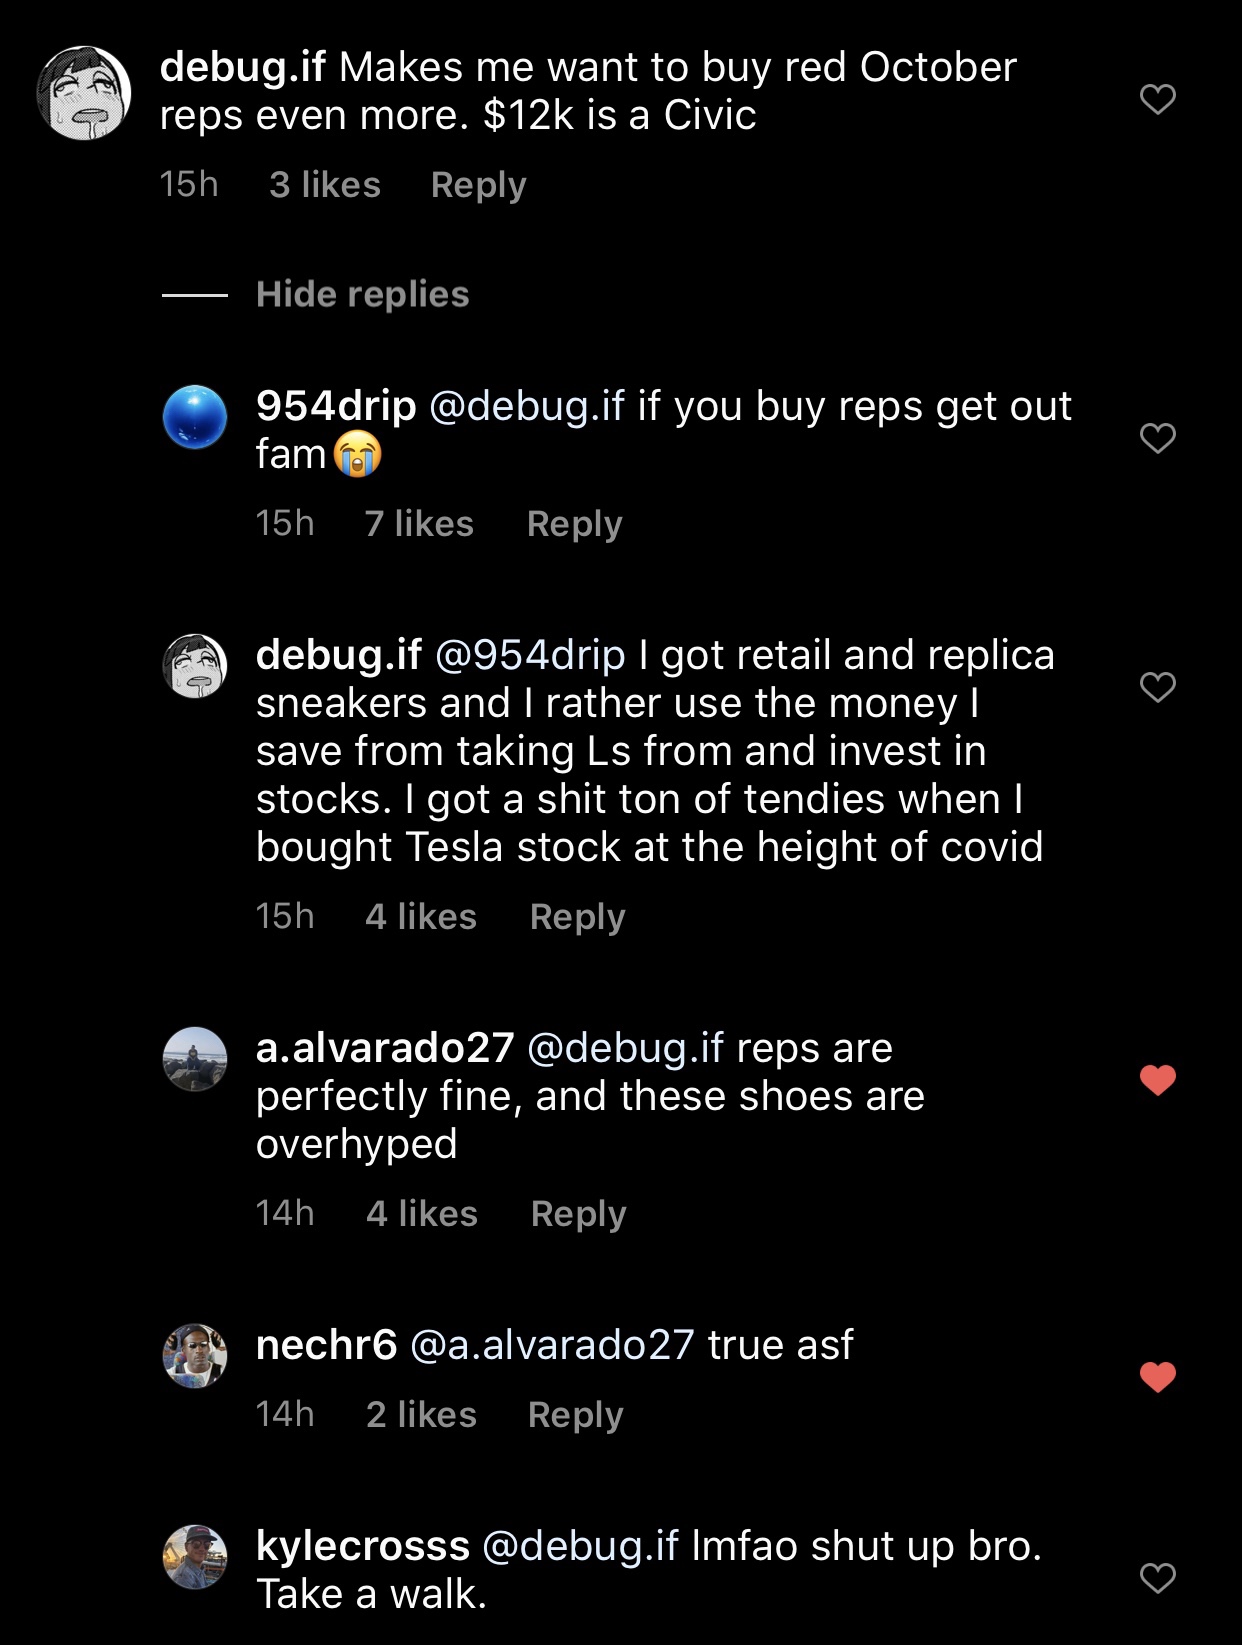 debug.if Makes me want to buy red October
reps even more. $12k is a Civic
15h 3 likes Reply
Hide replies
954drip @debug.if if you buy reps get out
fam😭
15h 7 likes Reply
debug.if @954drip I got retail and replica
sneakers and I rather use the money I
save from taking Ls from and invest in
stocks. I got a shit ton of tendies when I
bought Tesla stock at the height of covid
15h 4 likes Reply
a.alvarado27 @debug.if reps are
perfectly fine, and these shoes are
overhyped
14h 4 likes Reply
nechr6 @a.alvarado27 true asf
14h 2 likes Reply
kylecrosss @debug.if lmfao shut up bro.
Take a walk.